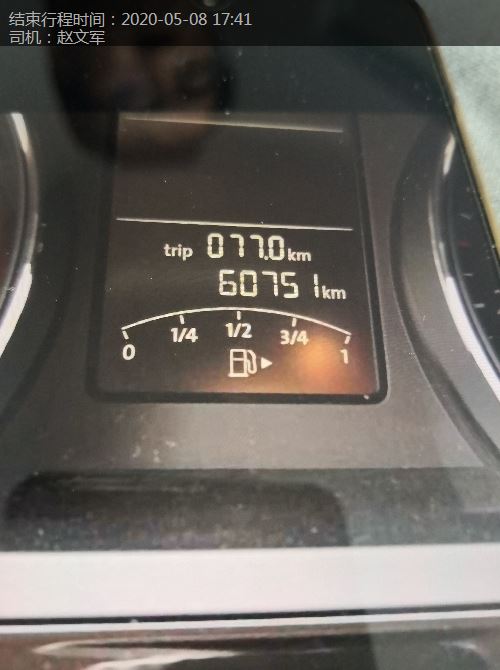 结束行程时间：2020-05-08 17:41
司机：赵文军
trip 077.0 km
60751 km
0 1/4 1/2 3/4 1